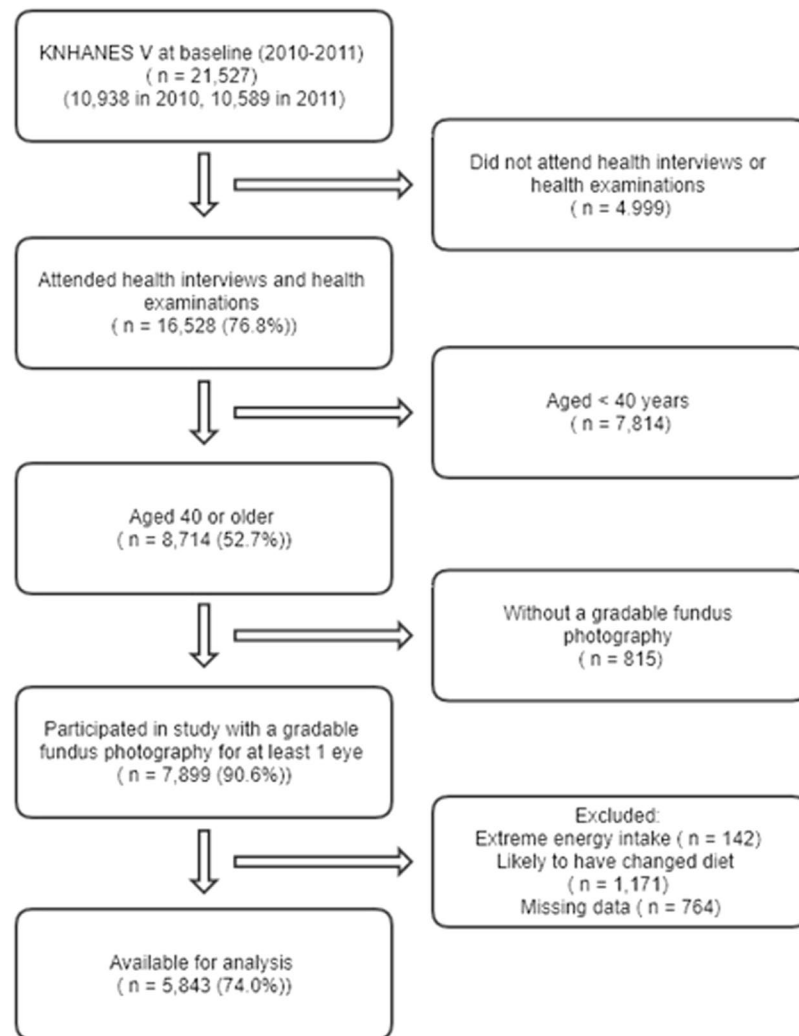 KNHANES V at baseline (2010-2011)
( n = 21,527)
(10,938 in 2010, 10,589 in 2011)
Did not attend health interviews or
health examinations
( n = 4.999)
Attended health interviews and health
examinations
( n = 16,528 (76.8%))
Aged < 40 years
( n = 7,814)
Aged 40 or older
( n = 8,714 (52.7%))
Without a gradable fundus
photography
( n = 815)
Participated in study with a gradable
fundus photography for at least 1 eye
( n = 7,899 (90.6%))
Excluded:
Extreme energy intake ( n = 142)
Likely to have changed diet
( n = 1,171)
Missing data ( n = 764)
Available for analysis
( n = 5,843 (74.0%))